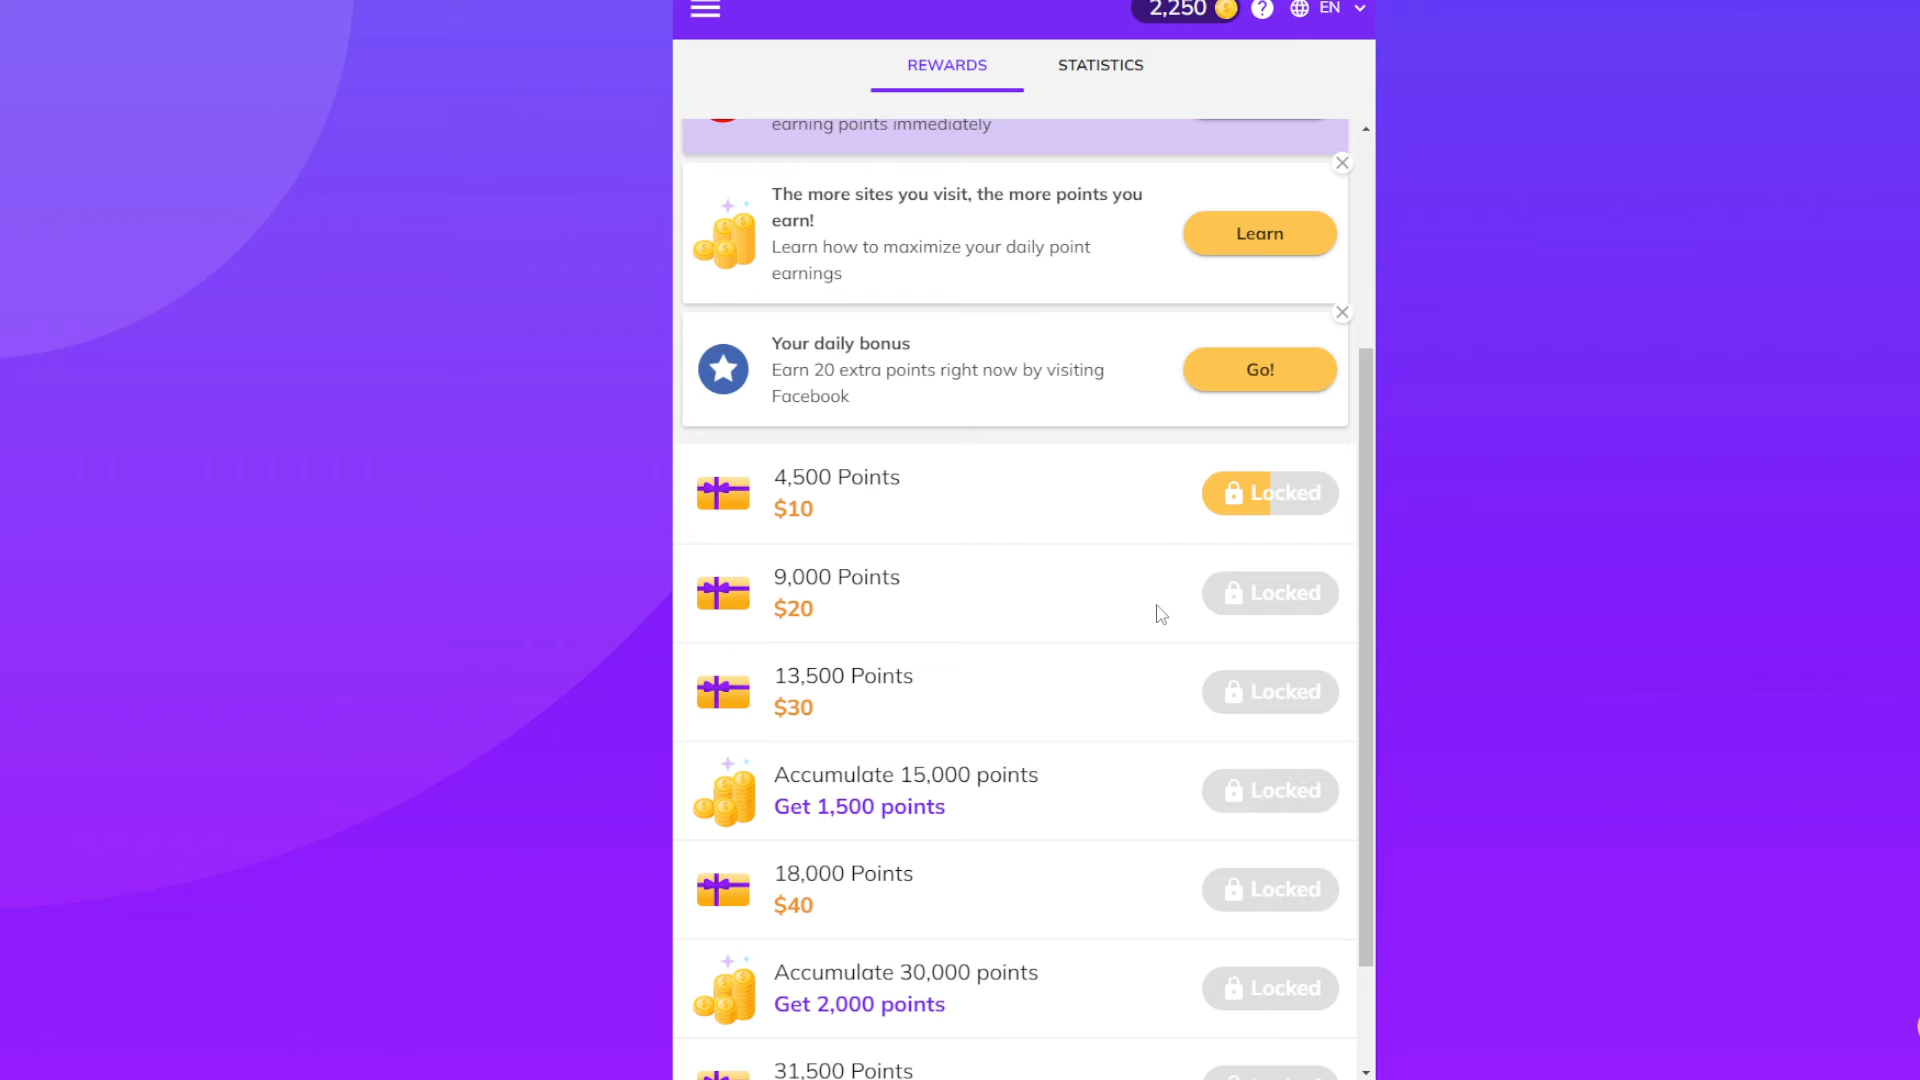 2,250
EN
REWARDS
STATISTICS
earning points immediately
The more sites you visit, the more points you
earn!
Learn how to maximize your daily point
earnings
Learn
Your daily bonus
Earn 20 extra points right now by visiting
Facebook
Go!
4,500 Points
$10
Locked
9,000 Points
$20
Locked
13,500 Points
$30
Locked
Accumulate 15,000 points
Get 1,500 points
Locked
18,000 Points
$40
Locked
Accumulate 30,000 points
Get 2,000 points
Locked
31,500 Points